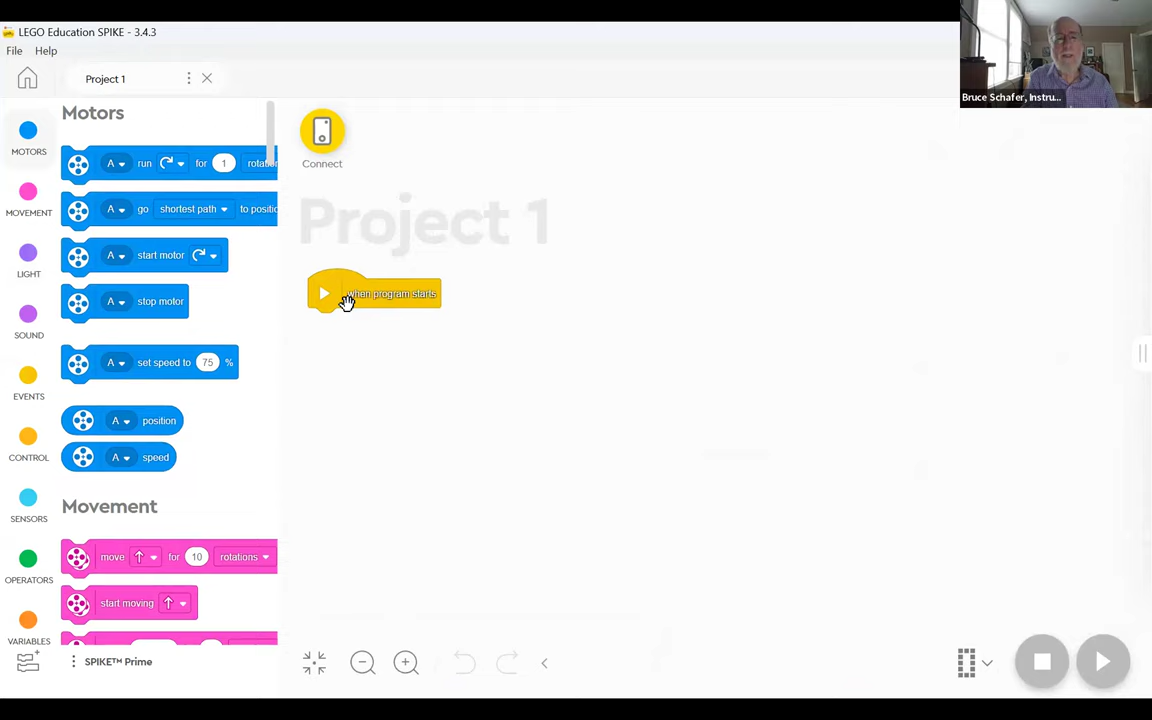 LEGO Education SPIKE - 3.4.3
File Help
Project 1
Bruce Schafer, Instru...
MOTORS
MOVEMENT
LIGHT
SOUND
EVENTS
CONTROL
SENSORS
OPERATORS
VARIABLES
Motors
A run for 1
A go shortest path
A start motor
A stop motor
A set speed to 75 %
A position
A speed
Movement
move for 10 rotations
start moving
SPIKE™ Prime
Connect
Project 1
when program starts